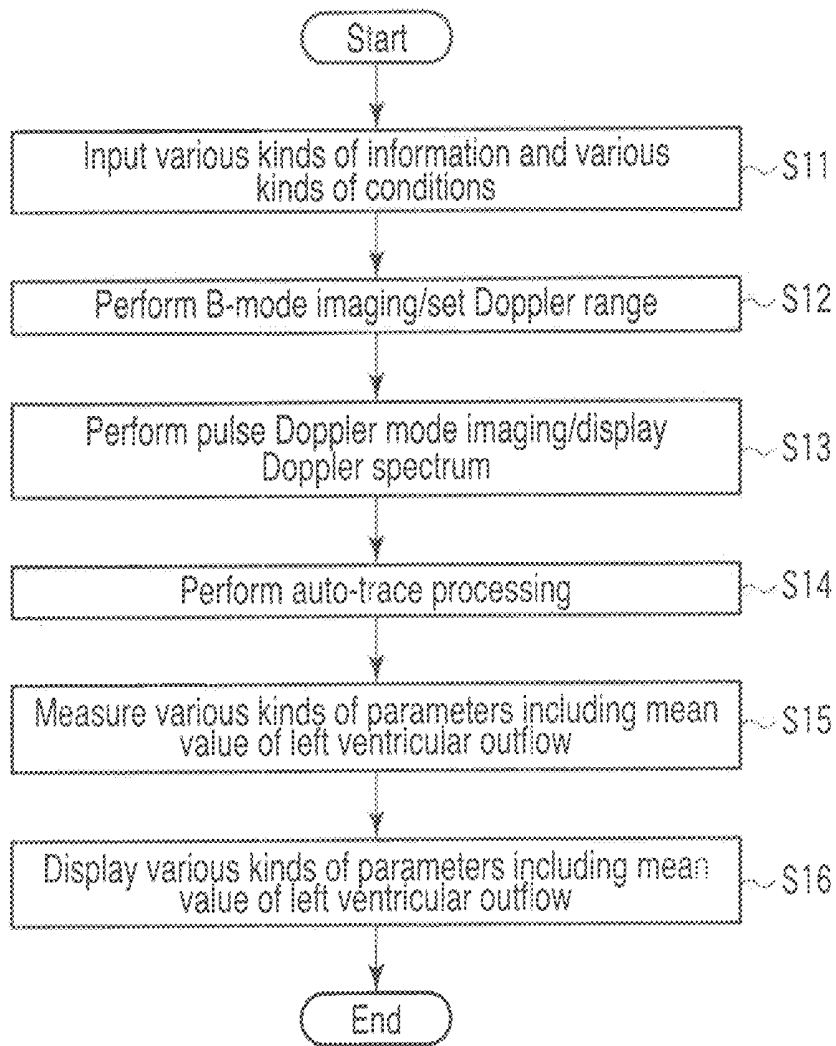 Start
Input various kinds of information and various
kinds of conditions
S11
Perform B-mode imaging/set Doppler range
S12
Perform pulse Doppler mode imaging/display
Doppler spectrum
S13
Perform auto-trace processing
S14
Measure various kinds of parameters including mean
value of left ventricular outflow
S15
Display various kinds of parameters including mean
value of left ventricular outflow
S16
End